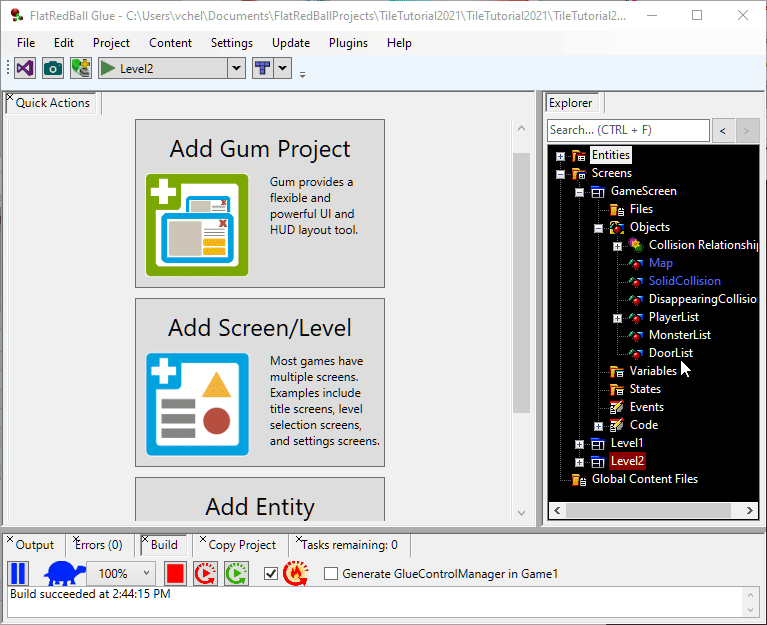 FlatRedBall Glue - C:\Users\vchel\Documents\FlatRedBallProjects\TileTutorial2021\TileTutorial2021\TileTutorial2...
File Edit Project Content Settings Update Plugins Help
Level2
Quick Actions
Add Gum Project
Gum provides a
flexible and
powerful UI and
HUD layout tool.
Add Screen/Level
Most games have
multiple screens.
Examples include
title screens, level
selection screens,
and settings screens.
Add Entity
Explorer
Search... (CTRL + F)
< >
Entities
Screens
GameScreen
Files
Objects
Collision Relationship
Map
SolidCollision
DisappearingCollisio
PlayerList
MonsterList
DoorList
Variables
States
Events
Code
Level1
Level2
Global Content Files
Output Errors (0) Build Copy Project Tasks remaining: 0
100% Generate GlueControlManager in Game1
Build succeeded at 2:44:15 PM